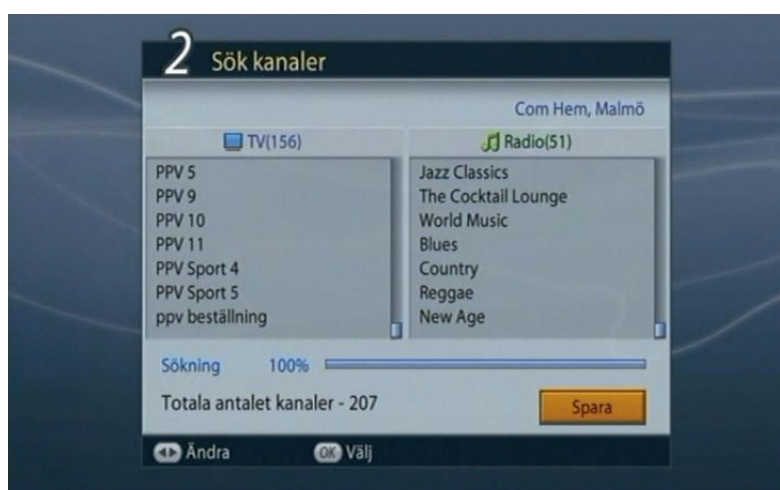 2 Sök kanaler
Com Hem, Malmö
TV(156)
Radio(51)
PPV 5
PPV 9
PPV 10
PPV 11
PPV Sport 4
PPV Sport 5
ppv beställning
Jazz Classics
The Cocktail Lounge
World Music
Blues
Country
Reggae
New Age
Sökning 100%
Totala antalet kanaler - 207
Spara
Ändra
OK Välj